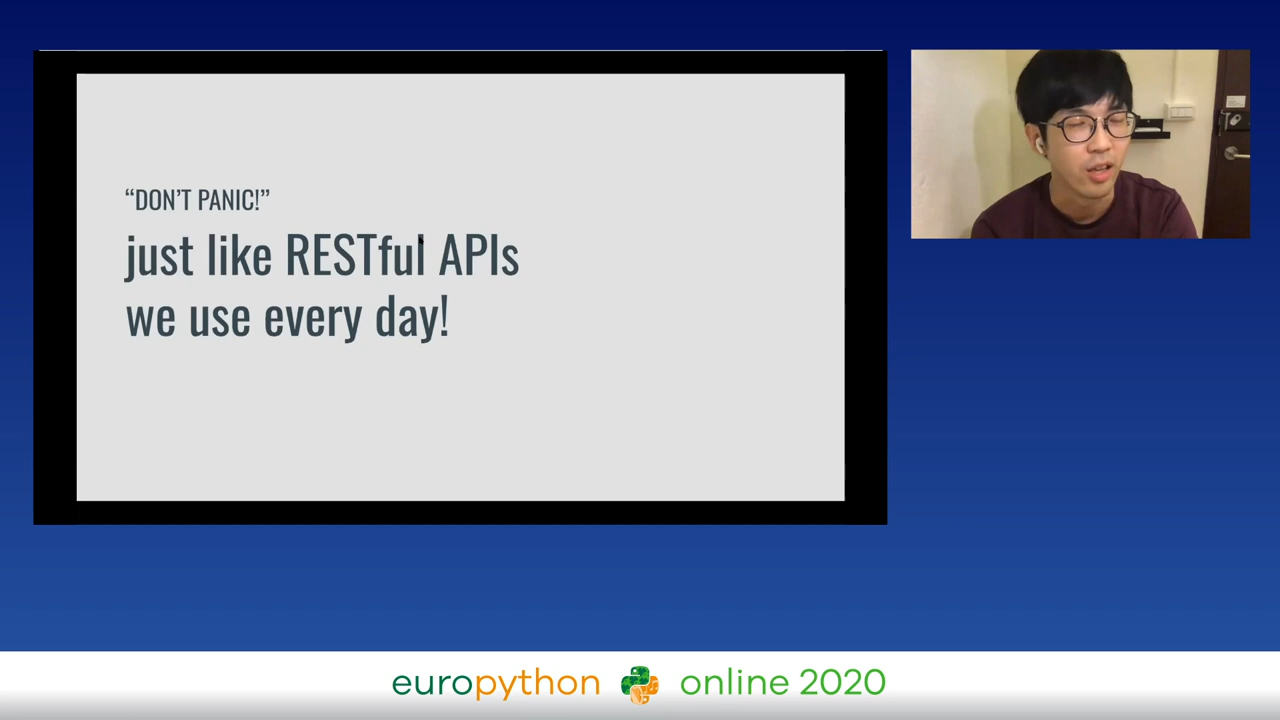 “DON’T PANIC!”
just like RESTful APIs
we use every day!
europython online 2020